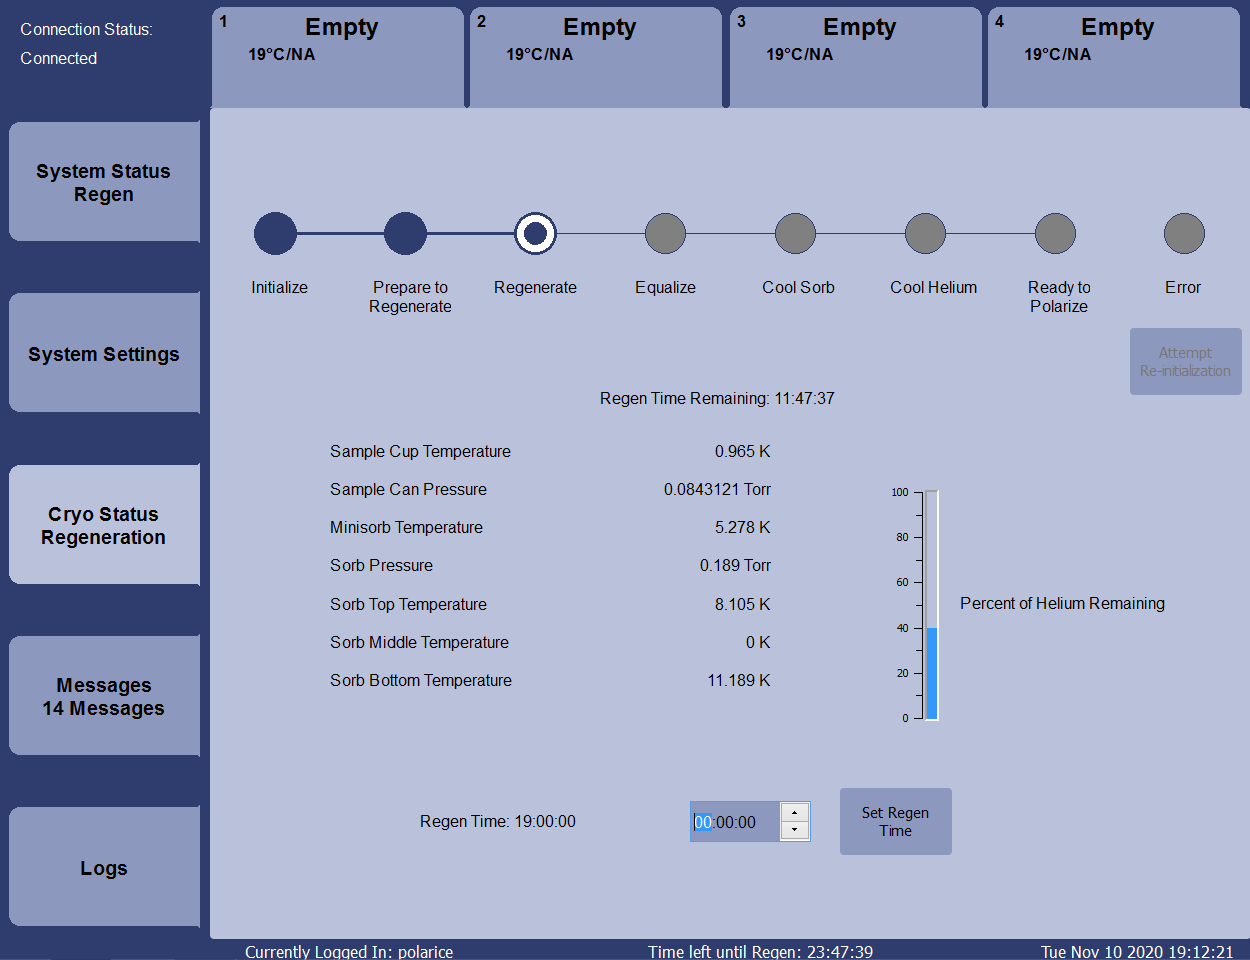 Connection Status:
Connected
1
Empty
19°C/NA
2
Empty
19°C/NA
3
Empty
19°C/NA
4
Empty
19°C/NA
System Status
Regen
System Settings
Cryo Status
Regeneration
Messages
14 Messages
Logs
Initialize
Prepare to
Regenerate
Regenerate
Equalize
Cool Sorb
Cool Helium
Ready to
Polarize
Error
Attempt
Re-initialization
Regen Time Remaining: 11:47:37
Sample Cup Temperature 0.965 K
Sample Can Pressure 0.0843121 Torr
Minisorb Temperature 5.278 K
Sorb Pressure 0.189 Torr
Sorb Top Temperature 8.105 K
Sorb Middle Temperature 0 K
Sorb Bottom Temperature 11.189 K
100
80
60
40
20
0
Percent of Helium Remaining
Regen Time: 19:00:00
00:00:00
Set Regen
Time
Currently Logged In: polarice
Time left until Regen: 23:47:39
Tue Nov 10 2020 19:12:21